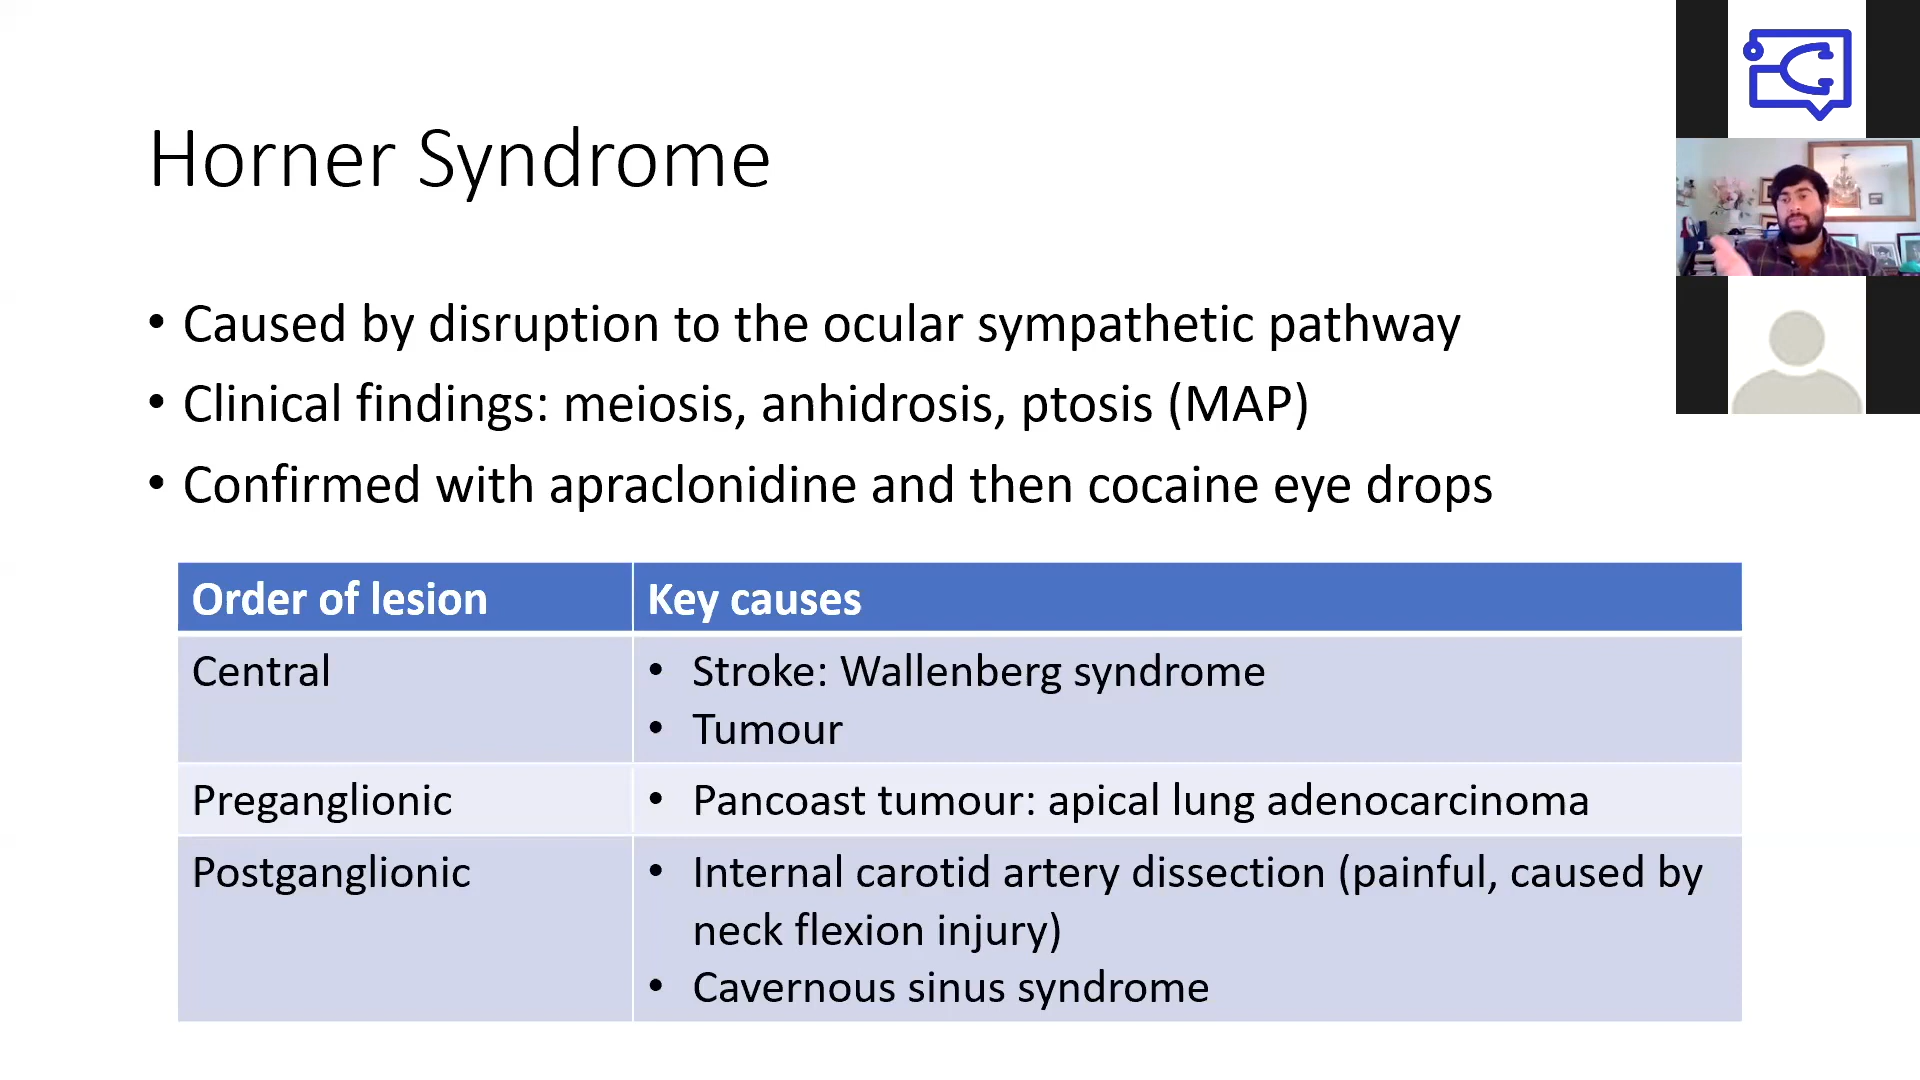 Horner Syndrome
• Caused by disruption to the ocular sympathetic pathway
• Clinical findings: meiosis, anhidrosis, ptosis (MAP)
• Confirmed with apraclonidine and then cocaine eye drops
Order of lesion
Key causes
Central
• Stroke: Wallenberg syndrome
• Tumour
Preganglionic
• Pancoast tumour: apical lung adenocarcinoma
Postganglionic
• Internal carotid artery dissection (painful, caused by
neck flexion injury)
• Cavernous sinus syndrome